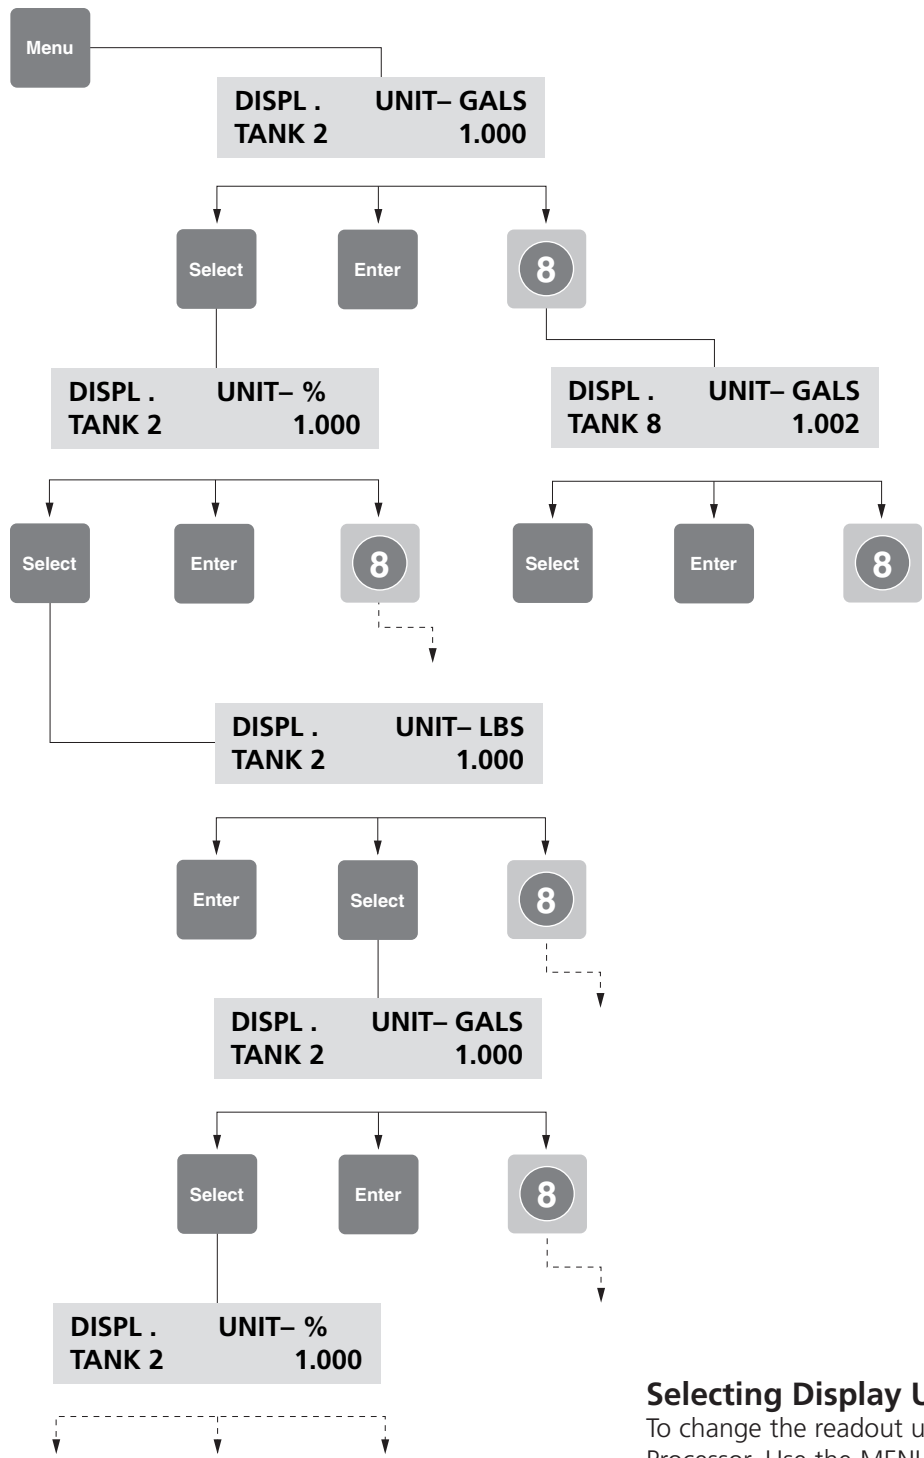 Menu
DISPL . UNIT– GALS
TANK 2 1.000
Select Enter 8
DISPL . UNIT– %
TANK 2 1.000
DISPL . UNIT– GALS
TANK 8 1.002
Select Enter 8
Select Enter 8
DISPL . UNIT– LBS
TANK 2 1.000
Enter Select 8
DISPL . UNIT– GALS
TANK 2 1.000
Select Enter 8
DISPL . UNIT– %
TANK 2 1.000
Selecting Display
To change the readout